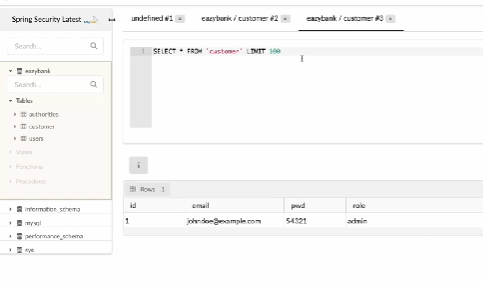 Spring Security Latest
undefined #1
eazybank / customer #2
eazybank / customer #3
Search...
1 SELECT * FROM `customer` LIMIT 100
eazybank
Search...
Tables
authorities
customer
users
Views
Functions
Procedures
information_schema
mysql
performance_schema
sys
i
Rows 1
id email pwd role
1 johndoe@example.com 54321 admin